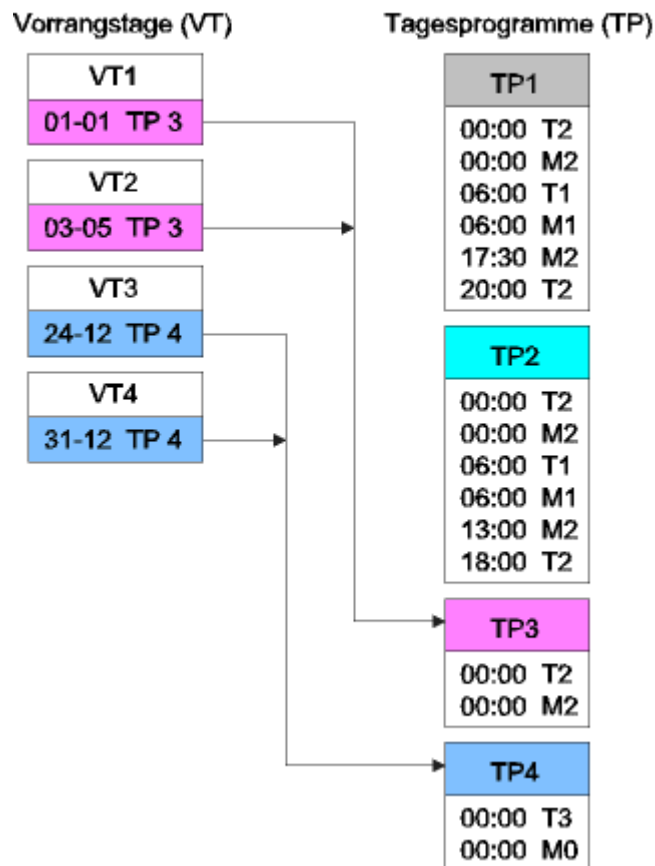 Vorrangstage (VT)
VT1
01-01 TP 3
VT2
03-05 TP 3
VT3
24-12 TP 4
VT4
31-12 TP 4
Tagesprogramme (TP)
TP1
00:00 T2
00:00 M2
06:00 T1
06:00 M1
17:30 M2
20:00 T2
TP2
00:00 T2
00:00 M2
06:00 T1
06:00 M1
13:00 M2
18:00 T2
TP3
00:00 T2
00:00 M2
TP4
00:00 T3
00:00 M0